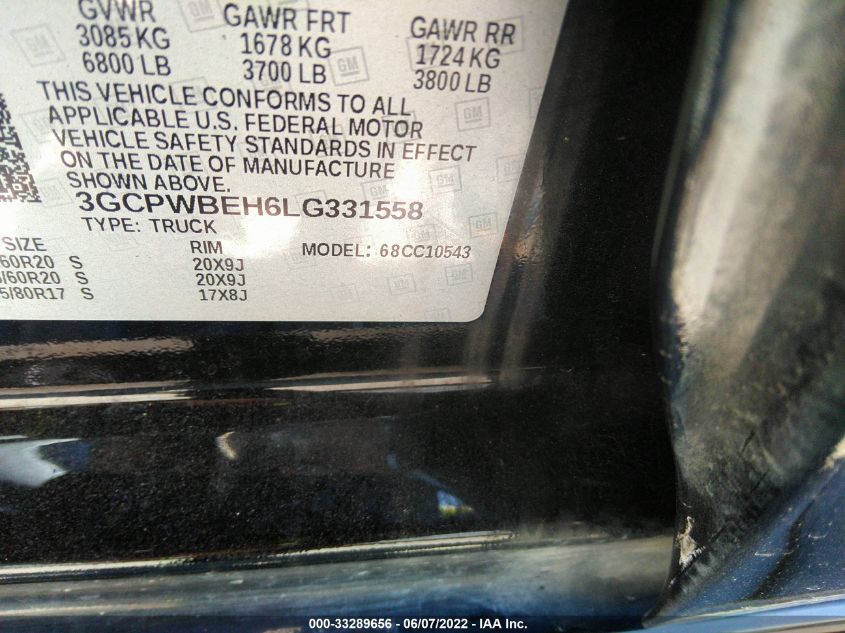 GVWR GAWR FRT GAWR RR
3085 KG 1678 KG 1724 KG
6800 LB 3700 LB 3800 LB
THIS VEHICLE CONFORMS TO ALL
APPLICABLE U.S. FEDERAL MOTOR
VEHICLE SAFETY STANDARDS IN EFFECT
ON THE DATE OF MANUFACTURE
SHOWN ABOVE.
3GCPWBEH6LG331558
TYPE: TRUCK
SIZE RIM MODEL: 68CC10543
60R20 S 20X9J
/60R20 S 20X9J
5/80R17 S 17X8J
GM
000-33289656 - 06/07/2022 - IAA Inc.